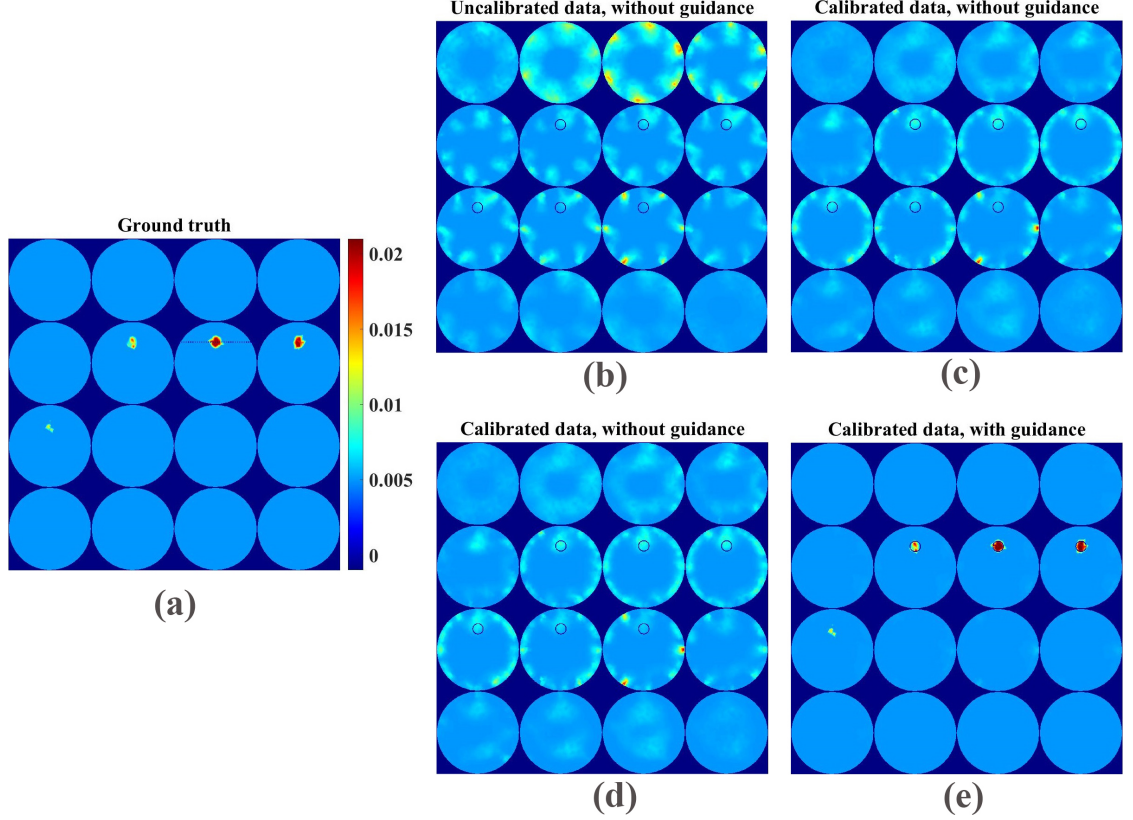 Uncalibrated data, without guidance
Calibrated data, without guidance
(b)
(c)
Ground truth
0.02
0.015
0.01
0.005
0
(a)
Calibrated data, without guidance
Calibrated data, with guidance
(d)
(e)